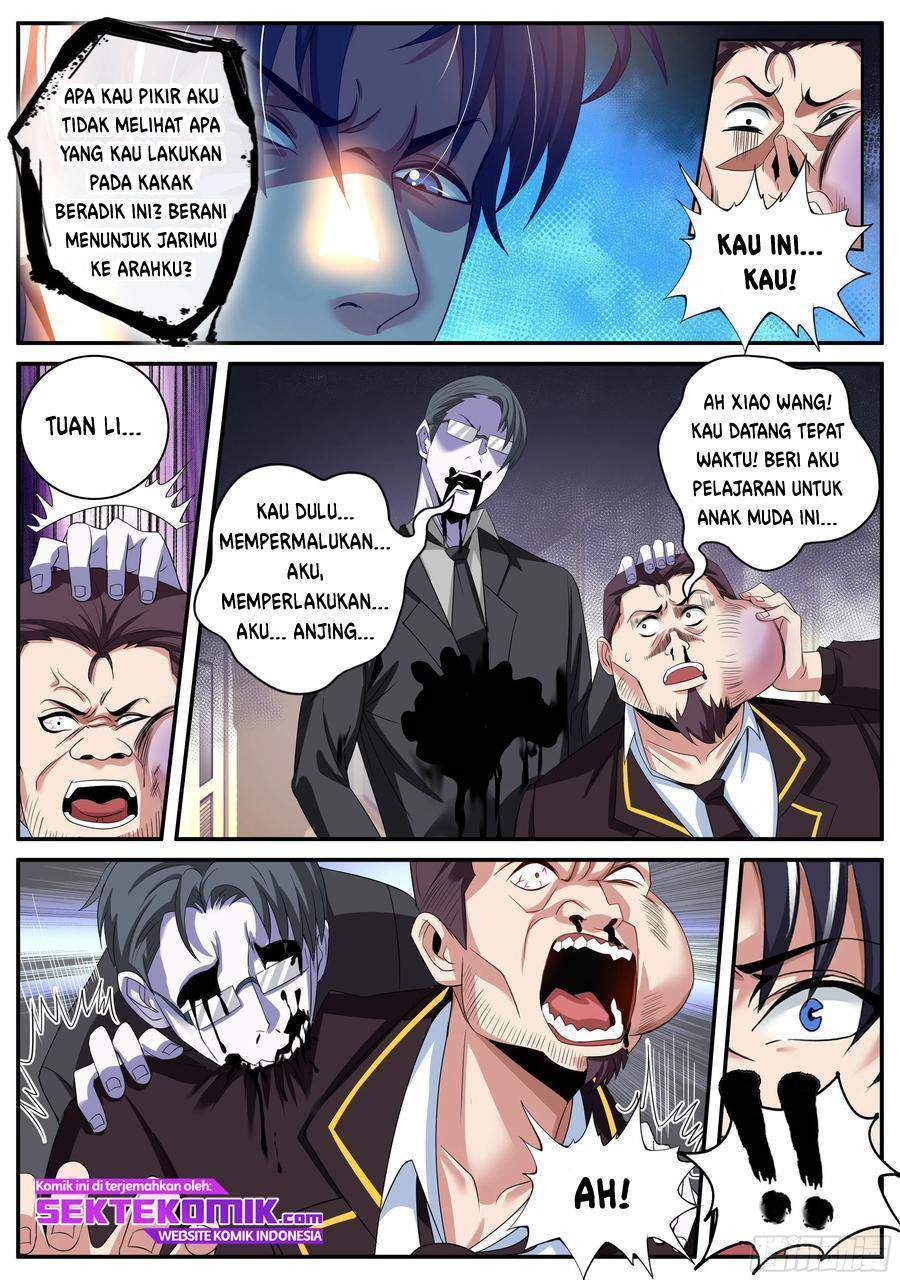 APA KAU PIKIR AKU
TIDAK MELIHAT APA
YANG KAU LAKUKAN
PADA KAKAK
BERADIK INI? BERANI
MENUNJUK JARIMU
KE ARAHKU?
KAU INI...
KAU!
TUAN LI...
KAU DULU...
MEMPERMALUKAN...
AKU,
MEMPERLAKUKAN...
AKU... ANJING...
AH XIAO WANG!
KAU DATANG TEPAT
WAKTU! BERI AKU
PELAJARAN UNTUK
ANAK MUDA INI...
AH!
!!
Komik ini di terjemahkan oleh:
SEKTEKOMIK.com
WEBSITE KOMIK INDONESIA